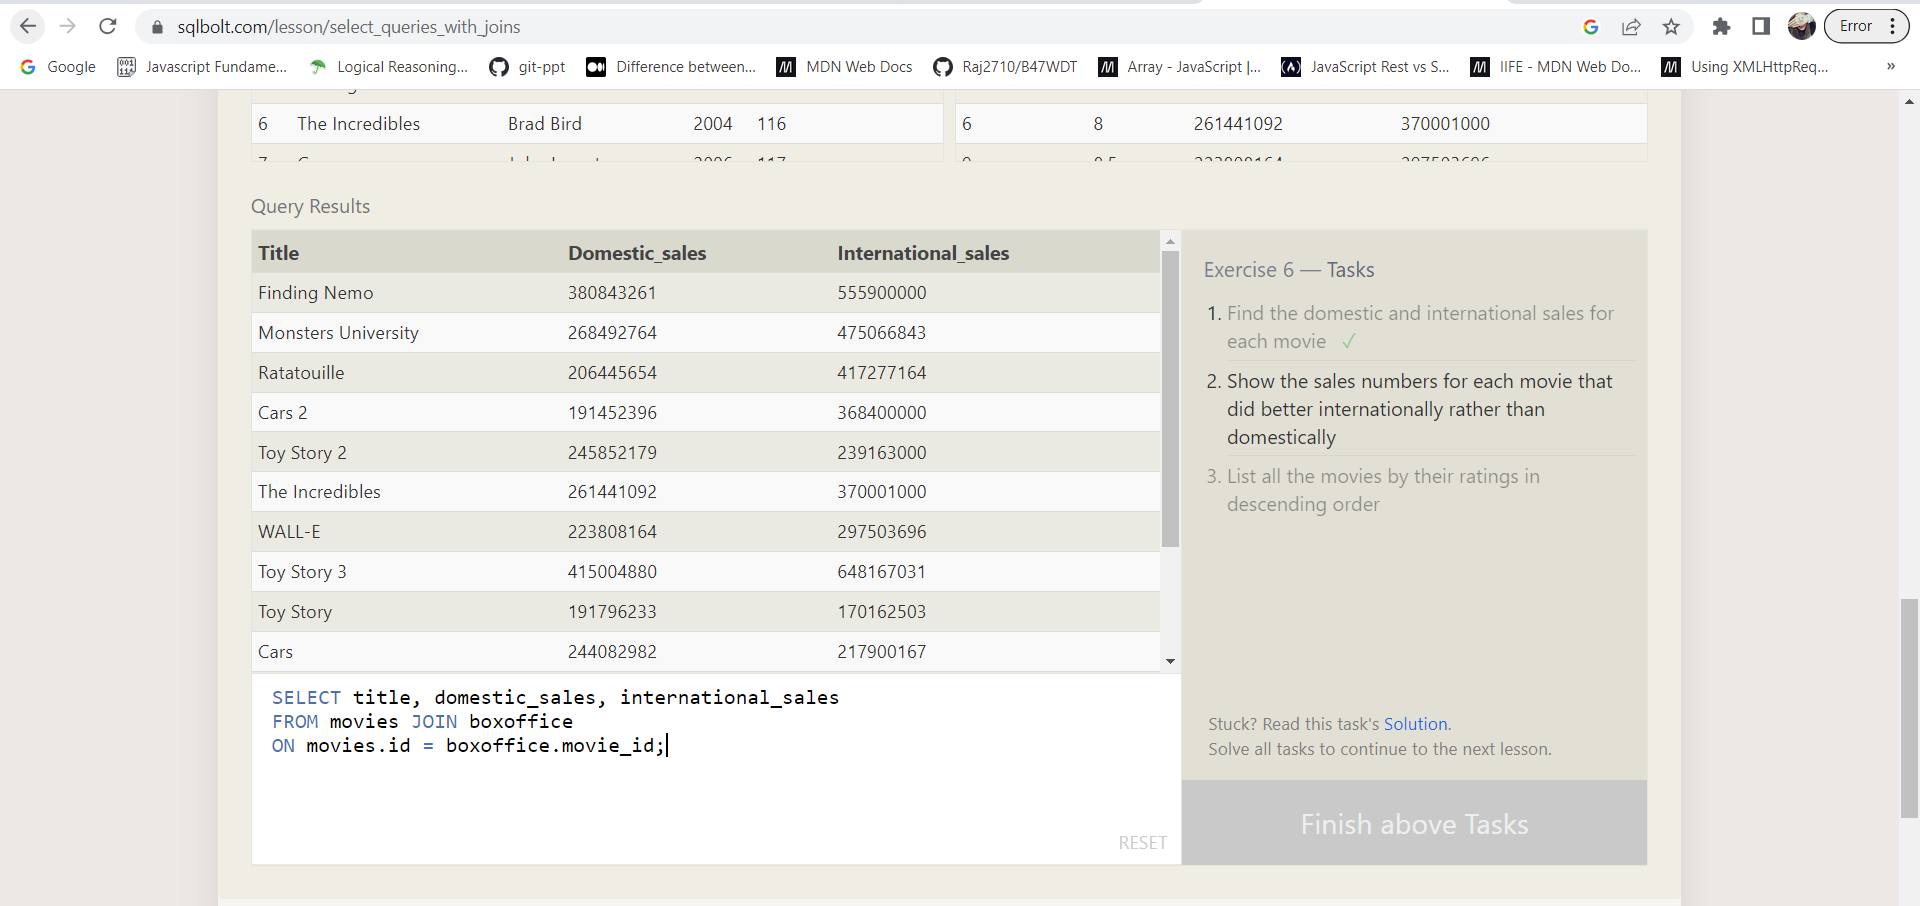 sqlbolt.com/lesson/select_queries_with_joins
Error
Google
Javascript Fundame...
Logical Reasoning...
git-ppt
Difference between...
MDN Web Docs
Raj2710/B47WDT
Array - JavaScript |...
JavaScript Rest vs S...
IIFE - MDN Web Do...
Using XMLHttpReq...
»
6 The Incredibles Brad Bird 2004 116
6 8 261441092 370001000
Query Results
Title Domestic_sales International_sales
Finding Nemo 380843261 555900000
Monsters University 268492764 475066843
Ratatouille 206445654 417277164
Cars 2 191452396 368400000
Toy Story 2 245852179 239163000
The Incredibles 261441092 370001000
WALL-E 223808164 297503696
Toy Story 3 415004880 648167031
Toy Story 191796233 170162503
Cars 244082982 217900167
SELECT title, domestic_sales, international_sales
FROM movies JOIN boxoffice
ON movies.id = boxoffice.movie_id;
RESET
Exercise 6 — Tasks
1. Find the domestic and international sales for
each movie ✓
2. Show the sales numbers for each movie that
did better internationally rather than
domestically
3. List all the movies by their ratings in
descending order
Stuck? Read this task's Solution.
Solve all tasks to continue to the next lesson.
Finish above Tasks